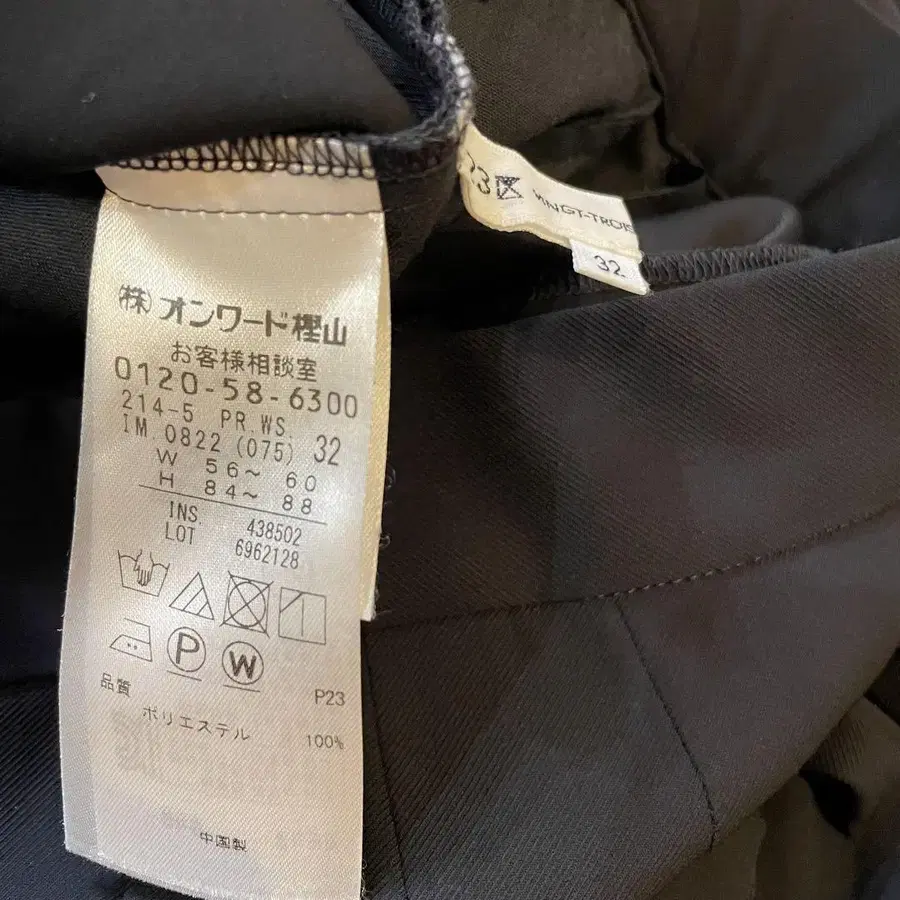 23区 VINGT-TROIS
32
(株)オンワード樫山
お客様相談室
0120-58-6300
214-5 PR.WS.
IM.0822 (075) 32
W 56〜 60
H 84〜 88
INS. 438502
LOT 6962128
P W
品質 P23
ポリエステル 100%
中国製